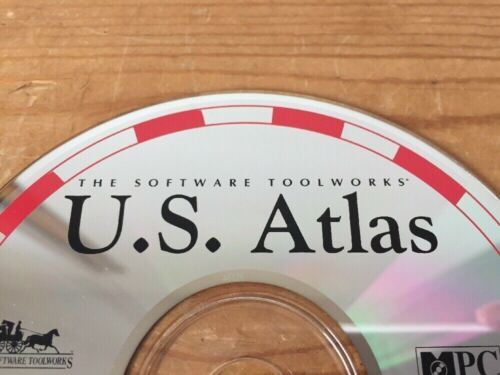 THE SOFTWARE TOOLWORKS
U.S. Atlas
SOFTWARE TOOLWORKS
MPC